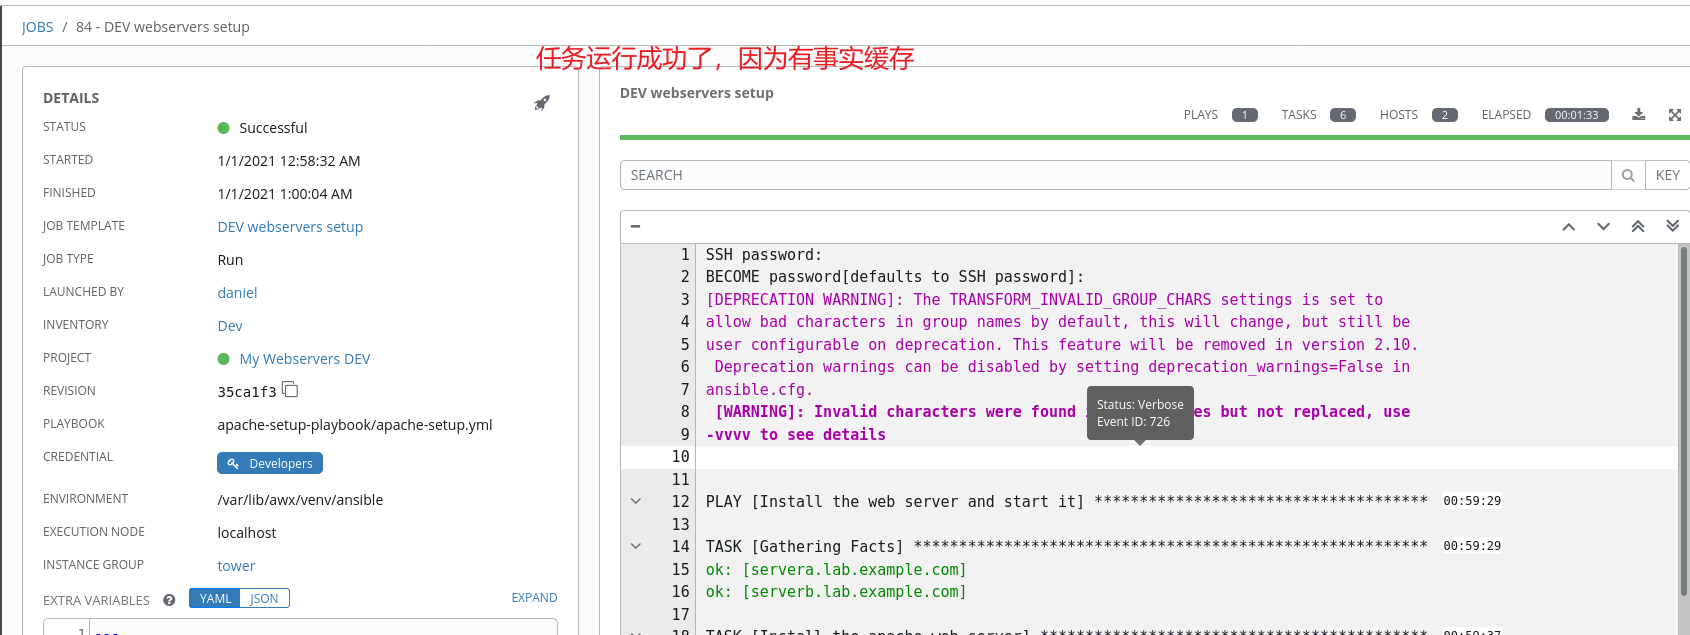 JOBS / 84 - DEV webservers setup
任务运行成功了，因为有事实缓存
DETAILS
STATUS Successful
STARTED 1/1/2021 12:58:32 AM
FINISHED 1/1/2021 1:00:04 AM
JOB TEMPLATE DEV webservers setup
JOB TYPE Run
LAUNCHED BY daniel
INVENTORY Dev
PROJECT My Webservers DEV
REVISION 35ca1f3
PLAYBOOK apache-setup-playbook/apache-setup.yml
CREDENTIAL Developers
ENVIRONMENT /var/lib/awx/venv/ansible
EXECUTION NODE localhost
INSTANCE GROUP tower
EXTRA VARIABLES ? YAML JSON EXPAND
1 ---
DEV webservers setup
PLAYS 1 TASKS 6 HOSTS 2 ELAPSED 00:01:33
SEARCH KEY
1 SSH password:
2 BECOME password[defaults to SSH password]:
3 [DEPRECATION WARNING]: The TRANSFORM_INVALID_GROUP_CHARS settings is set to
4 allow bad characters in group names by default, this will change, but still be
5 user configurable on deprecation. This feature will be removed in version 2.10.
6 Deprecation warnings can be disabled by setting deprecation_warnings=False in
7 ansible.cfg.
8 [WARNING]: Invalid characters were found es but not replaced, use
9 -vvvv to see details
Status: Verbose
Event ID: 726
10
11
12 PLAY [Install the web server and start it] ************************************* 00:59:29
13
14 TASK [Gathering Facts] ********************************************************* 00:59:29
15 ok: [servera.lab.example.com]
16 ok: [serverb.lab.example.com]
17
18 TASK [Install the apache web server] ******************************************* 00:59:37